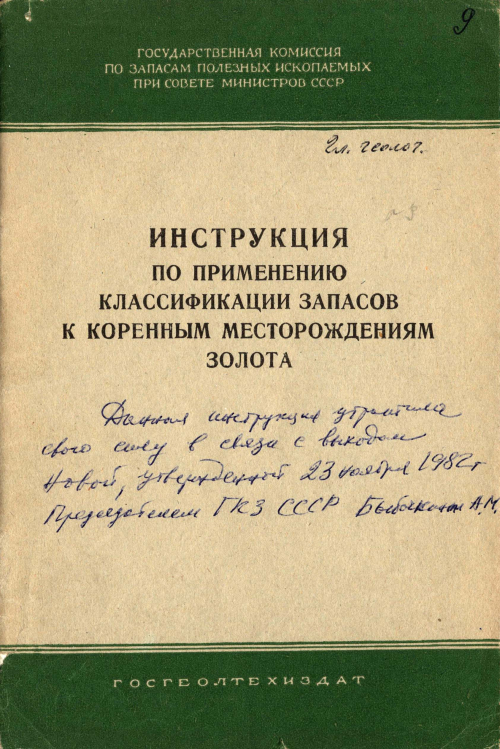 9
ГОСУДАРСТВЕННАЯ КОМИССИЯ
ПО ЗАПАСАМ ПОЛЕЗНЫХ ИСКОПАЕМЫХ
ПРИ СОВЕТЕ МИНИСТРОВ СССР
Гл. геолог.
ИНСТРУКЦИЯ
ПО ПРИМЕНЕНИЮ
КЛАССИФИКАЦИИ ЗАПАСОВ
К КОРЕННЫМ МЕСТОРОЖДЕНИЯМ
ЗОЛОТА
Данная инструкция утратила
свою силу в связи с выходом
новой, утвержденной 23 ноября 1982 г
Председателем ГКЗ СССР А.М.
ГОСГЕОЛТЕХИЗДАТ